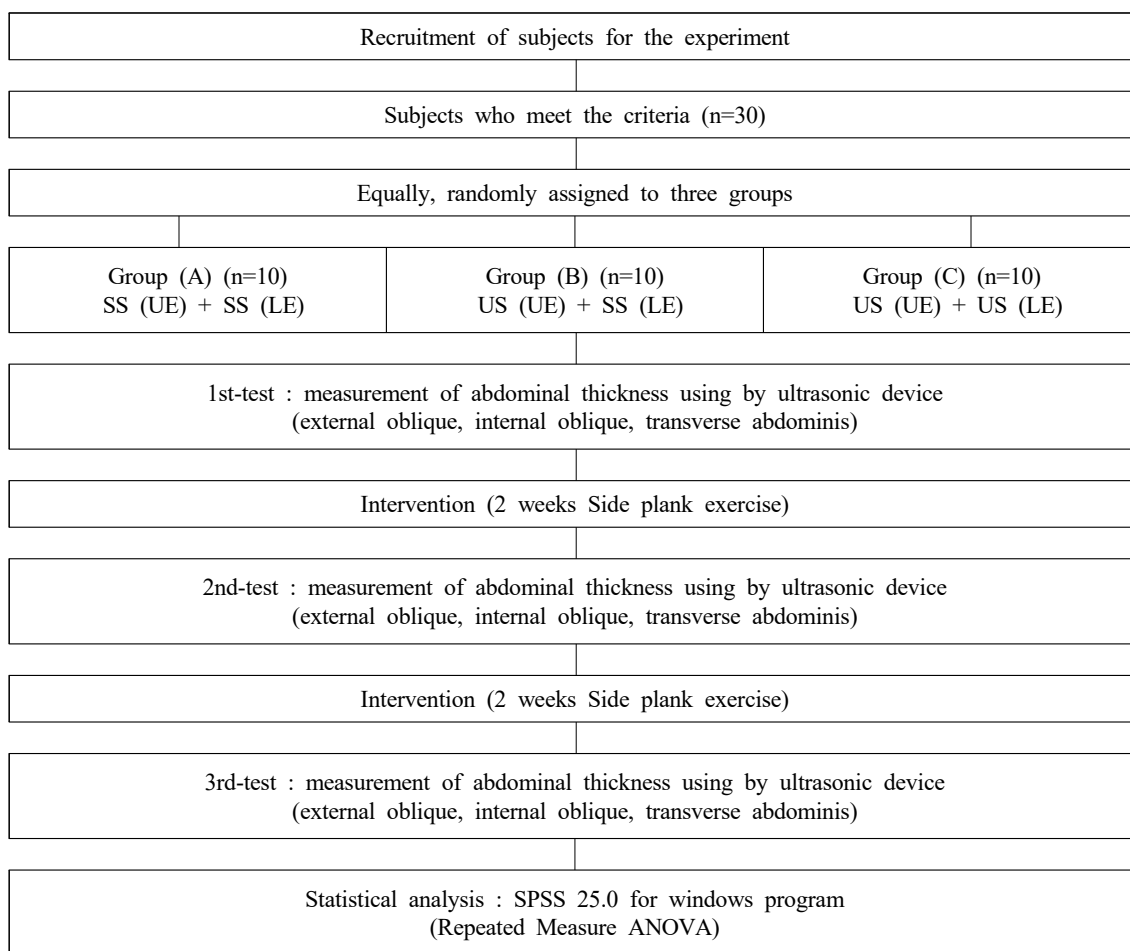 Recruitment of subjects for the experiment
Subjects who meet the criteria (n=30)
Equally, randomly assigned to three groups
Group (A) (n=10)
SS (UE) + SS (LE)
Group (B) (n=10)
US (UE) + SS (LE)
Group (C) (n=10)
US (UE) + US (LE)
1st-test : measurement of abdominal thickness using by ultrasonic device
(external oblique, internal oblique, transverse abdominis)
Intervention (2 weeks Side plank exercise)
2nd-test : measurement of abdominal thickness using by ultrasonic device
(external oblique, internal oblique, transverse abdominis)
Intervention (2 weeks Side plank exercise)
3rd-test : measurement of abdominal thickness using by ultrasonic device
(external oblique, internal oblique, transverse abdominis)
Statistical analysis : SPSS 25.0 for windows program
(Repeated Measure ANOVA)